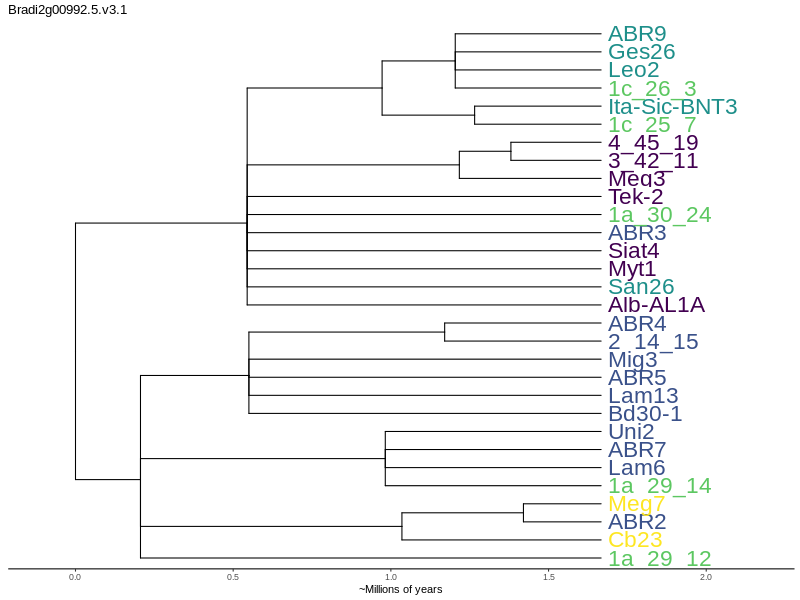 Bradi2g00992.5.v3.1
ABR9
Ges26
Leo2
1c_26_3
Ita-Sic-BNT3
1c_25_7
4_45_19
3_42_11
Meg3
Tek-2
1a_30_24
ABR3
Siat4
Myt1
San26
Alb-AL1A
ABR4
2_14_15
Mig3
ABR5
Lam13
Bd30-1
Uni2
ABR7
Lam6
1a_29_14
Meg7
ABR2
Cb23
1a_29_12
0.0 0.5 1.0 1.5 2.0
~Millions of years